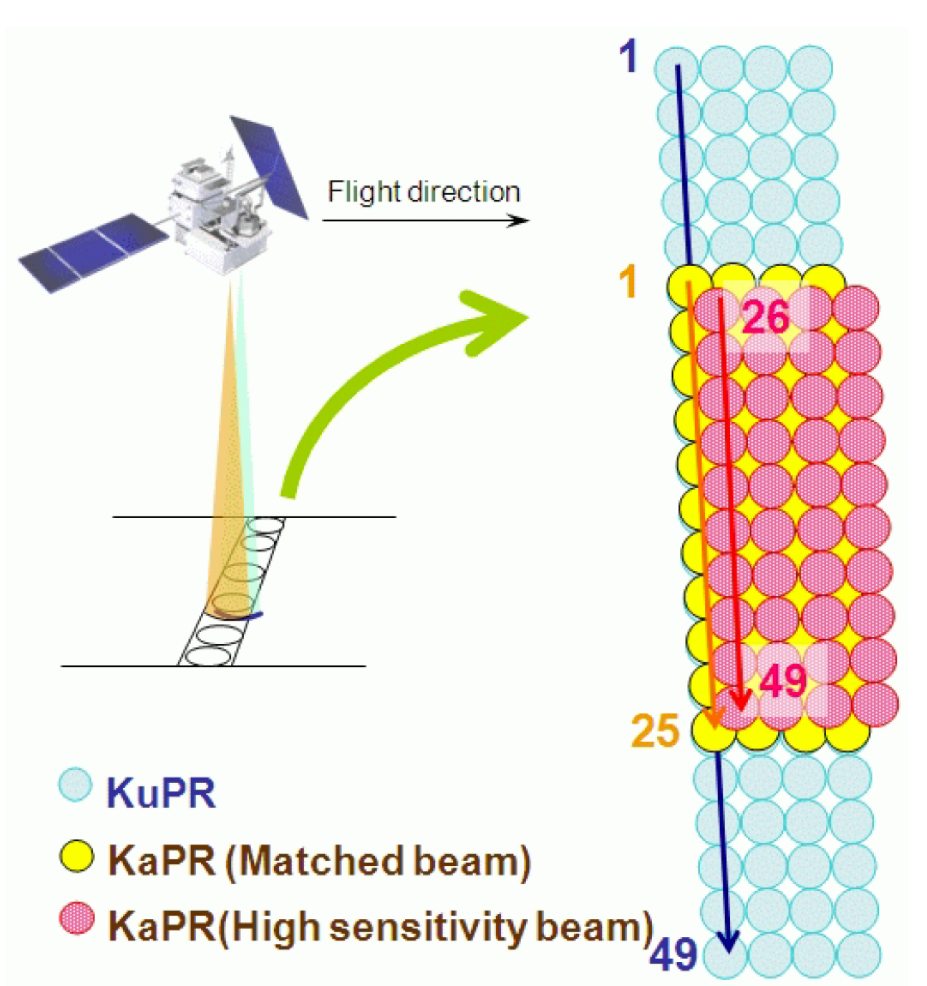 1
Flight direction
1
26
49
25
KuPR
KaPR (Matched beam)
KaPR(High sensitivity beam)
49